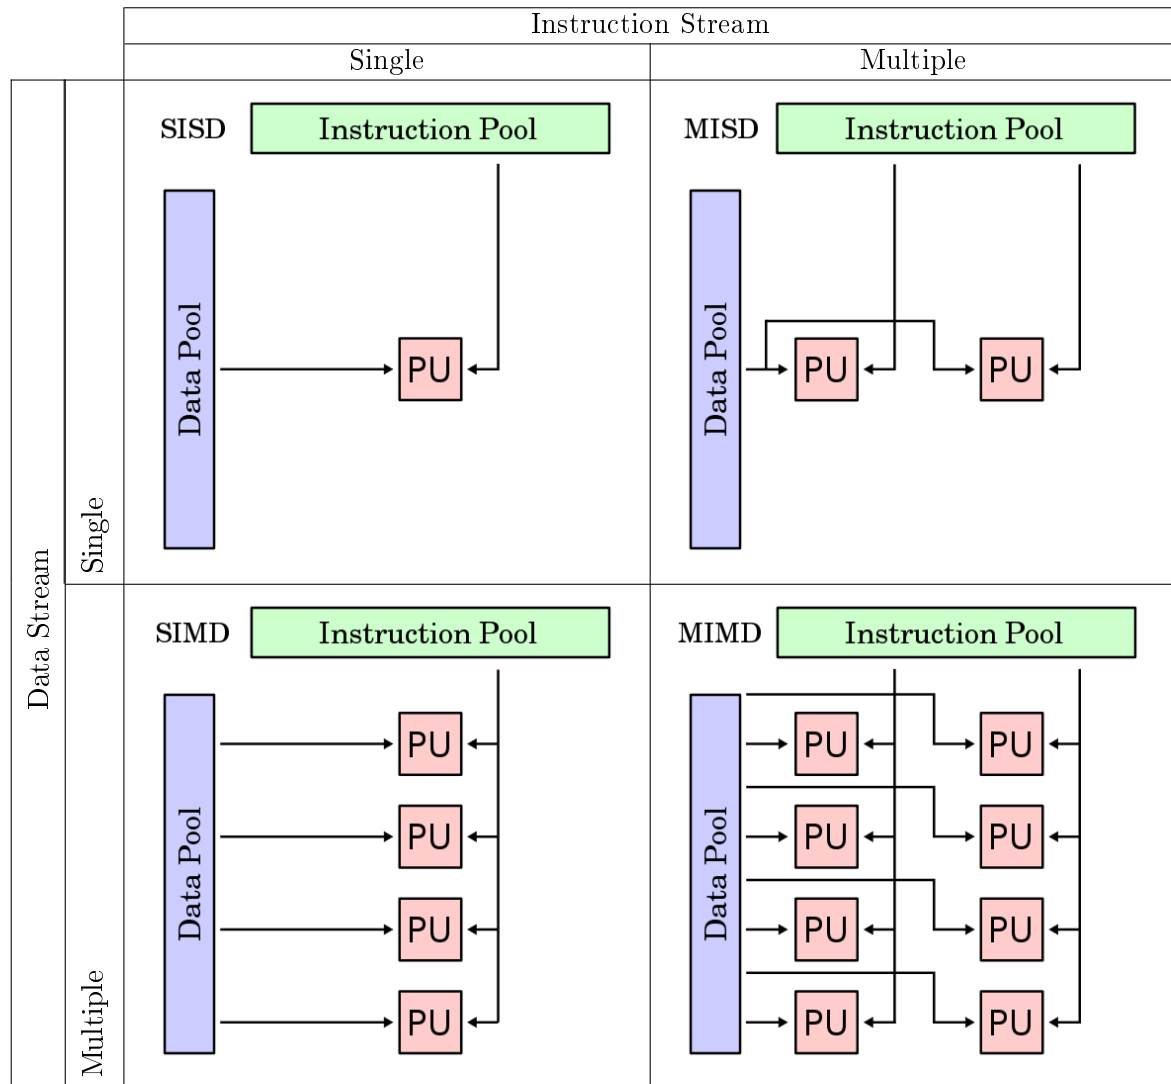 Instruction Stream
Single
Multiple
Data Stream
Single
SISD
Instruction Pool
Data Pool
PU
MISD
Instruction Pool
Data Pool
PU
PU
Multiple
SIMD
Instruction Pool
Data Pool
PU
PU
PU
PU
MIMD
Instruction Pool
Data Pool
PU
PU
PU
PU
PU
PU
PU
PU